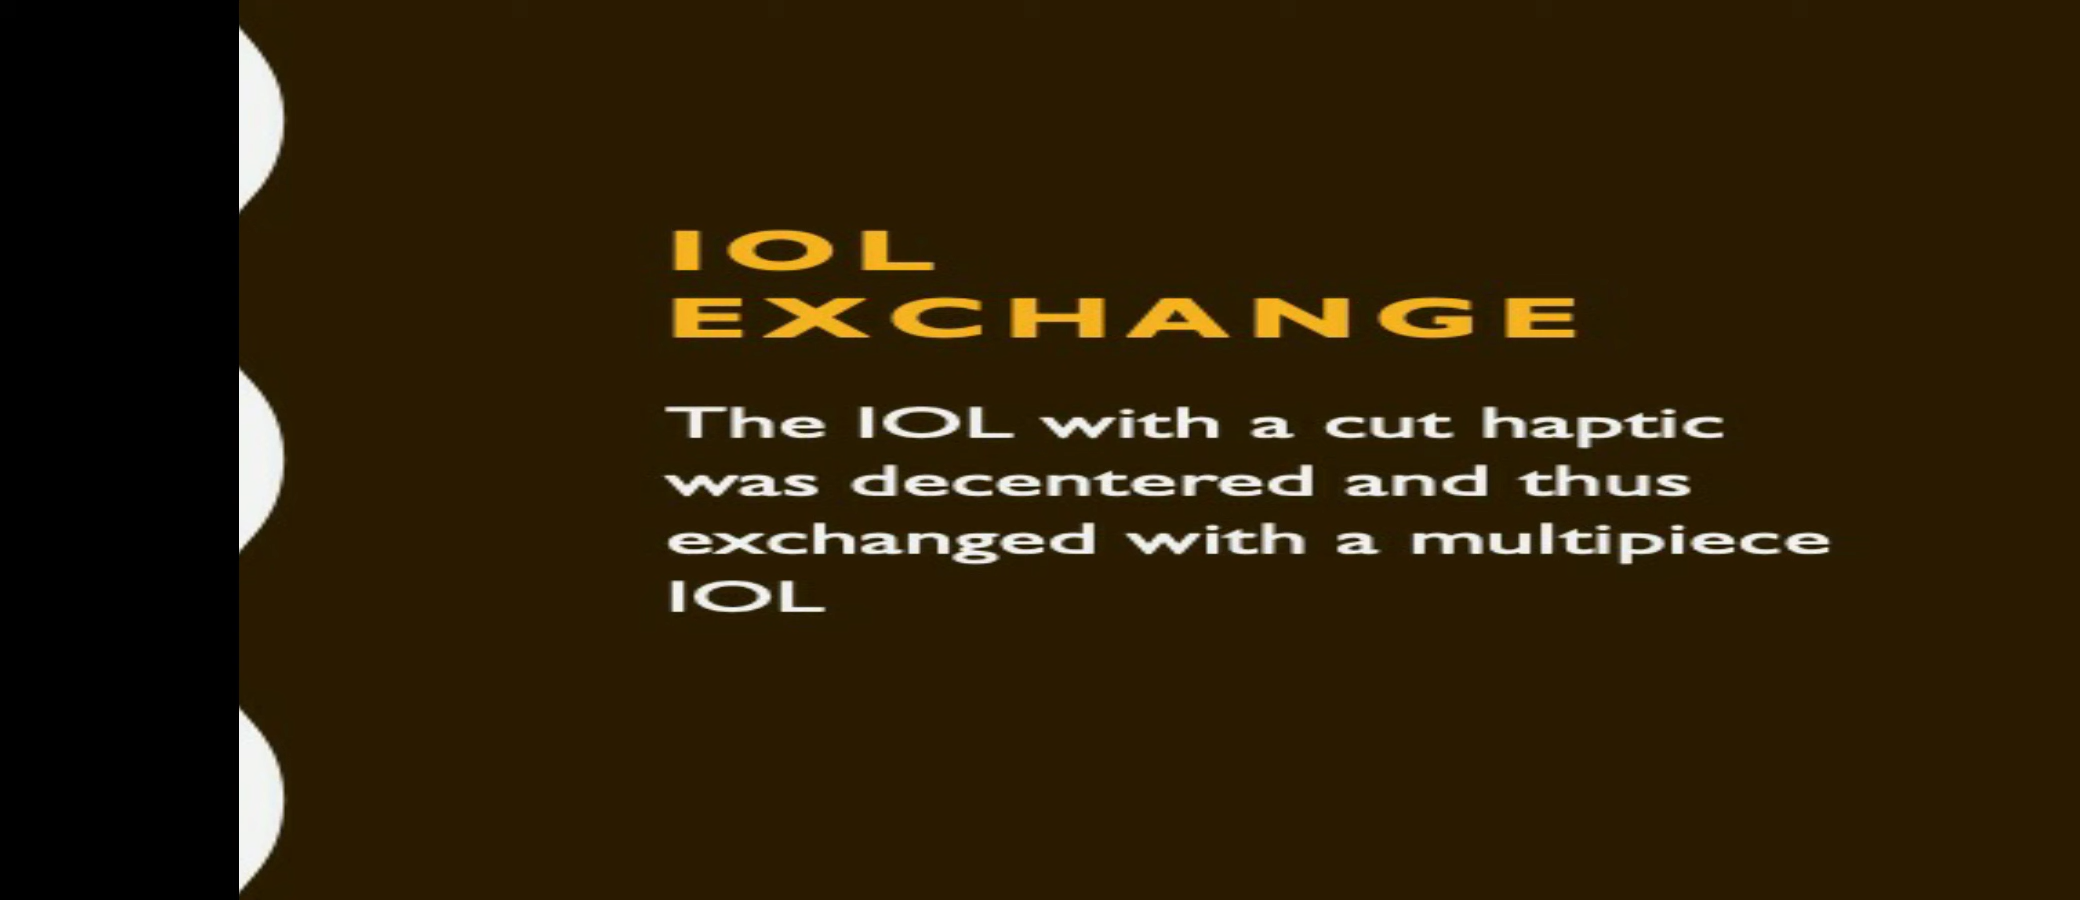 IOL
EXCHANGE
The IOL with a cut haptic
was decentered and thus
exchanged with a multipiece
IOL